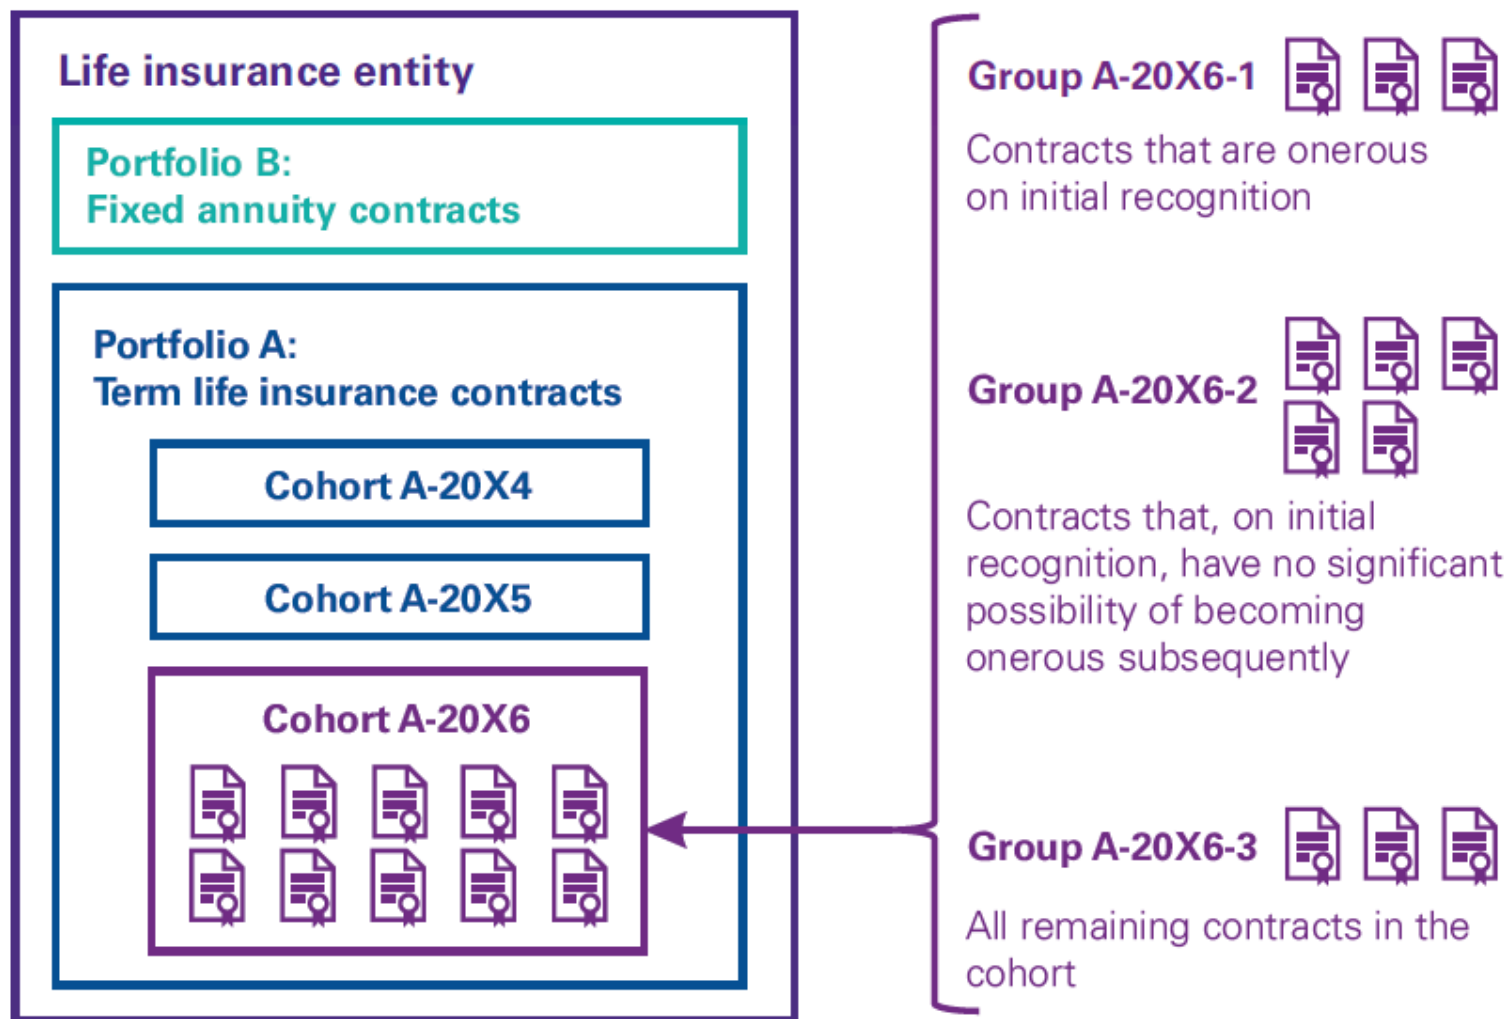 Life insurance entity
Portfolio B:
Fixed annuity contracts
Portfolio A:
Term life insurance contracts
Cohort A-20X4
Cohort A-20X5
Cohort A-20X6
Group A-20X6-1
Contracts that are onerous
on initial recognition
Group A-20X6-2
Contracts that, on initial
recognition, have no significant
possibility of becoming
onerous subsequently
Group A-20X6-3
All remaining contracts in the
cohort